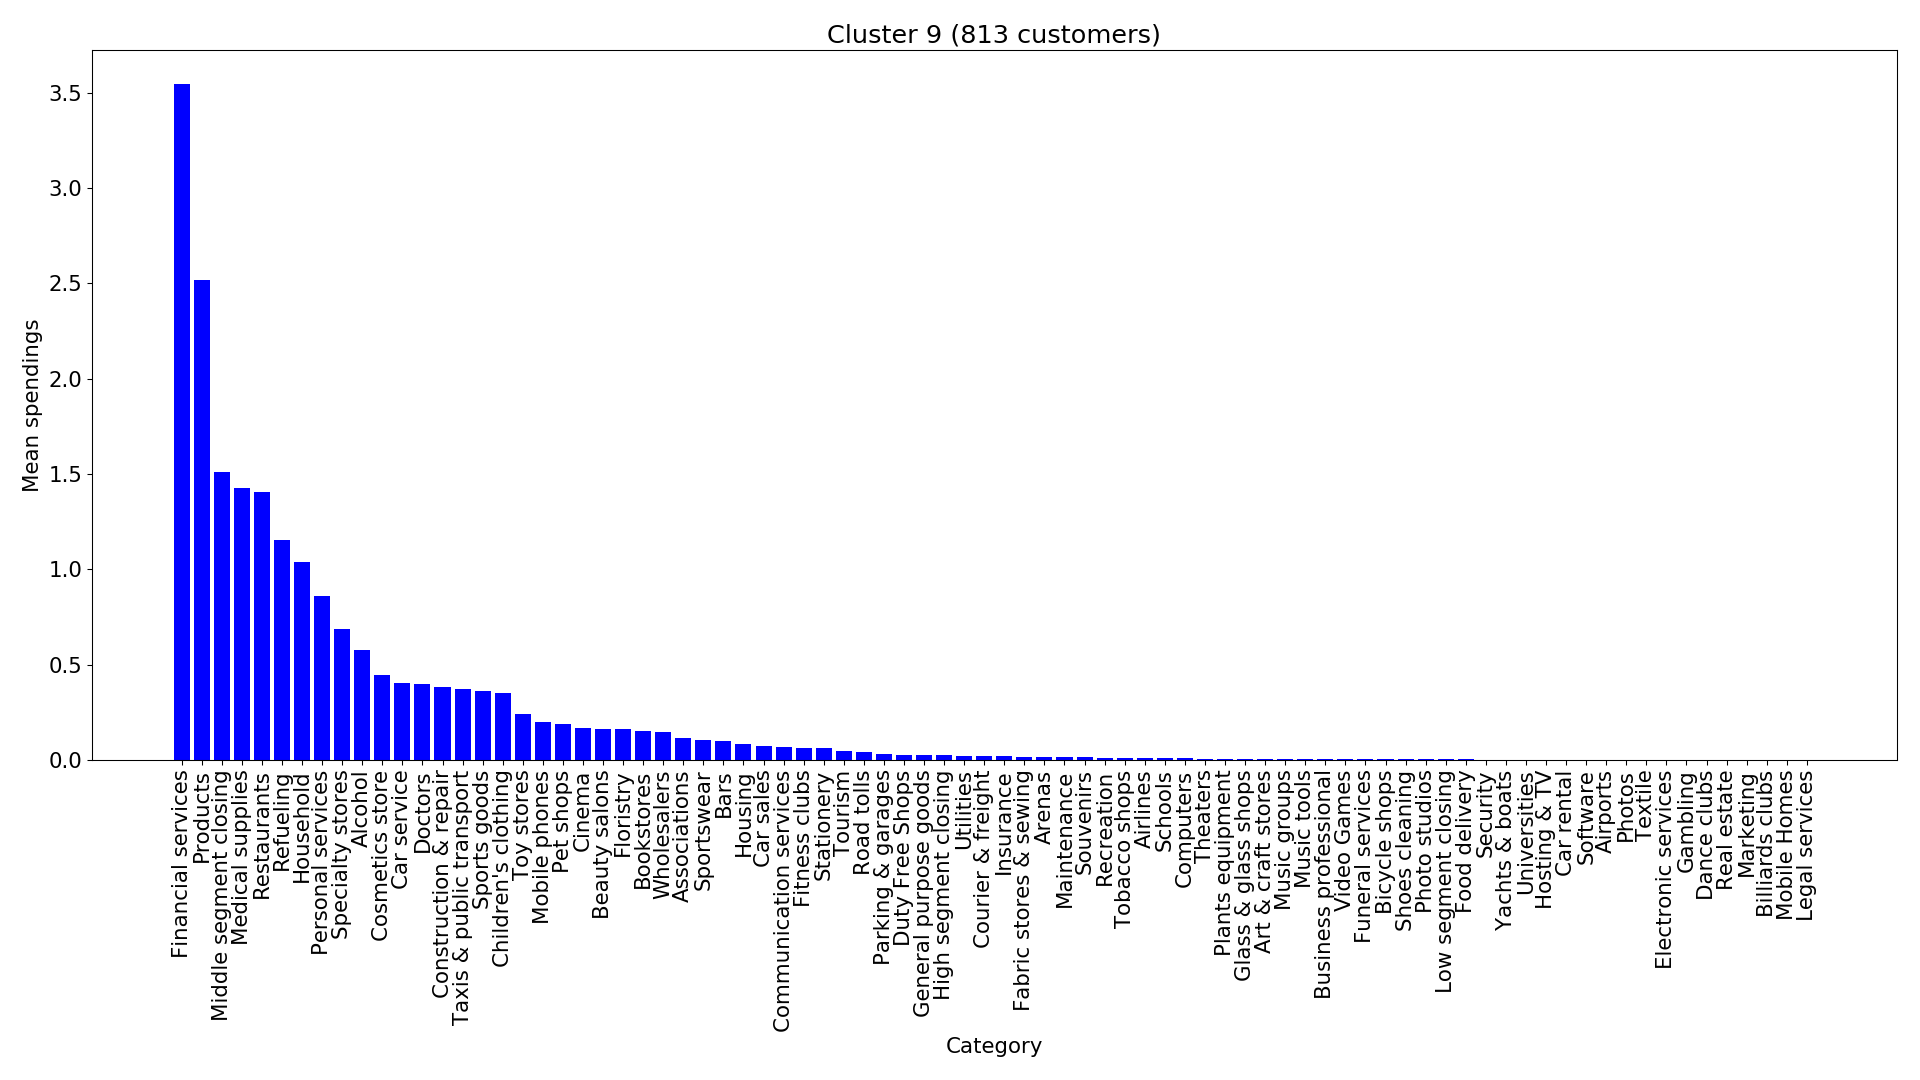 Cluster 9 (813 customers)
3.5
3.0
2.5
2.0
1.5
1.0
0.5
0.0
Mean spendings
Financial services
Products
Middle segment closing
Medical supplies
Restaurants
Refueling
Household
Personal services
Specialty stores
Alcohol
Cosmetics store
Car service
Doctors
Construction & repair
Taxis & public transport
Sports goods
Children's clothing
Toy stores
Mobile phones
Pet shops
Cinema
Beauty salons
Floristry
Bookstores
Wholesalers
Associations
Sportswear
Bars
Housing
Car sales
Communication services
Fitness clubs
Stationery
Tourism
Road tolls
Parking & garages
Duty Free Shops
General purpose goods
High segment closing
Utilities
Courier & freight
Insurance
Fabric stores & sewing
Arenas
Maintenance
Souvenirs
Recreation
Tobacco shops
Airlines
Schools
Computers
Theaters
Plants equipment
Glass & glass shops
Art & craft stores
Music groups
Music tools
Business professional
Video Games
Funeral services
Bicycle shops
Shoes cleaning
Photo studios
Low segment closing
Food delivery
Security
Yachts & boats
Universities
Hosting & TV
Car rental
Software
Airports
Photos
Textile
Electronic services
Gambling
Dance clubs
Real estate
Marketing
Billiards clubs
Mobile Homes
Legal services
Category